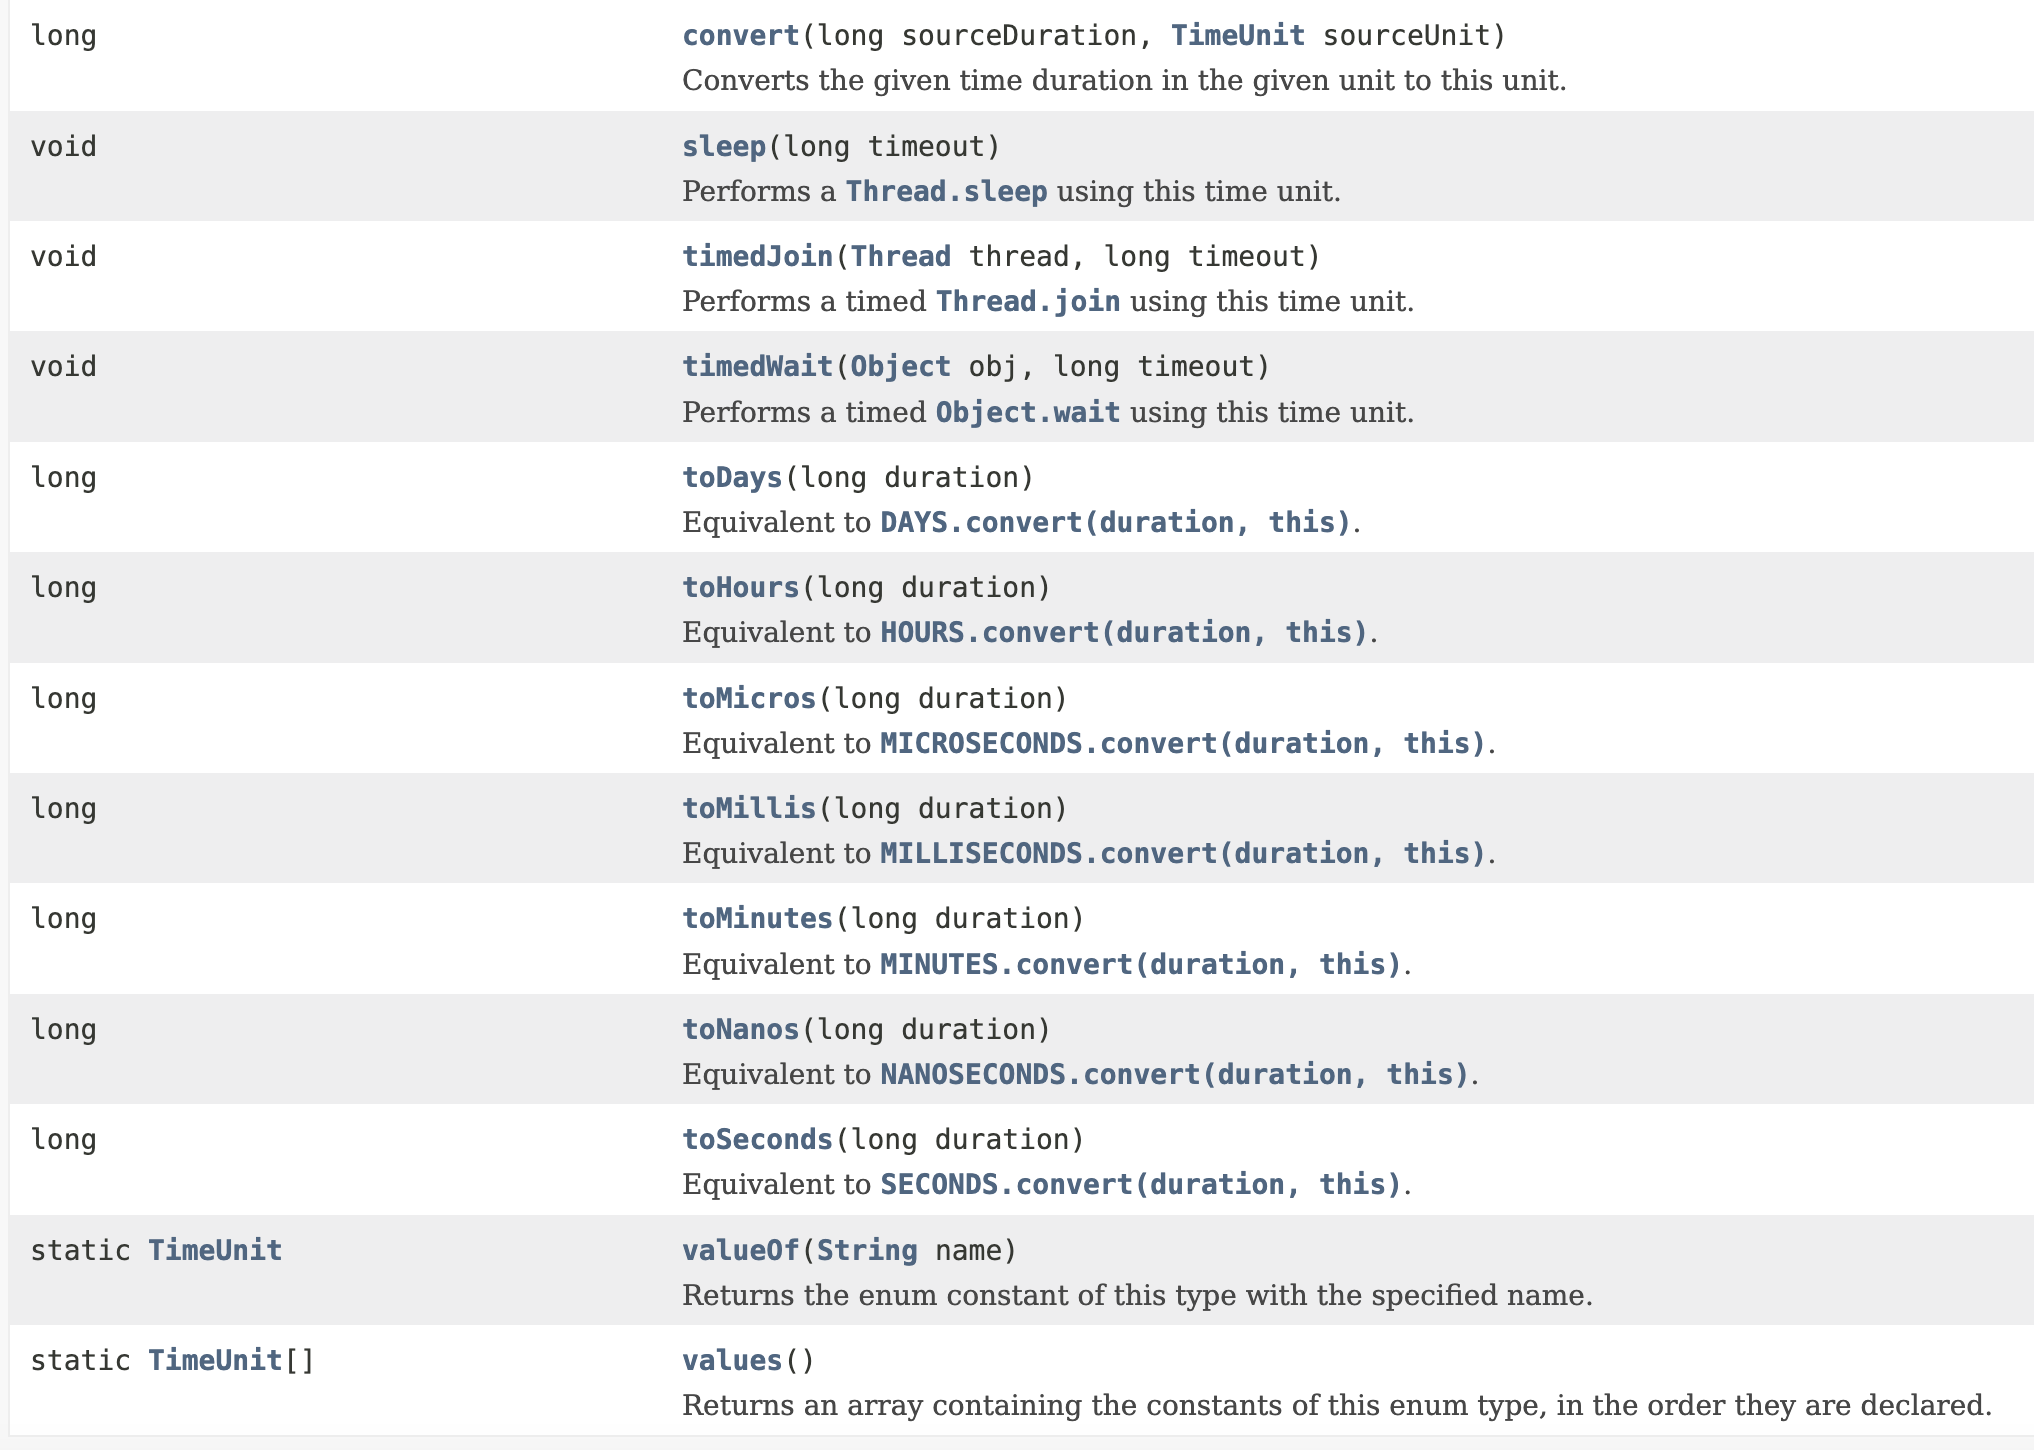 long convert(long sourceDuration, TimeUnit sourceUnit)
Converts the given time duration in the given unit to this unit.
void sleep(long timeout)
Performs a Thread.sleep using this time unit.
void timedJoin(Thread thread, long timeout)
Performs a timed Thread.join using this time unit.
void timedWait(Object obj, long timeout)
Performs a timed Object.wait using this time unit.
long toDays(long duration)
Equivalent to DAYS.convert(duration, this).
long toHours(long duration)
Equivalent to HOURS.convert(duration, this).
long toMicros(long duration)
Equivalent to MICROSECONDS.convert(duration, this).
long toMillis(long duration)
Equivalent to MILLISECONDS.convert(duration, this).
long toMinutes(long duration)
Equivalent to MINUTES.convert(duration, this).
long toNanos(long duration)
Equivalent to NANOSECONDS.convert(duration, this).
long toSeconds(long duration)
Equivalent to SECONDS.convert(duration, this).
static TimeUnit valueOf(String name)
Returns the enum constant of this type with the specified name.
static TimeUnit[] values()
Returns an array containing the constants of this enum type, in the order they are declared.